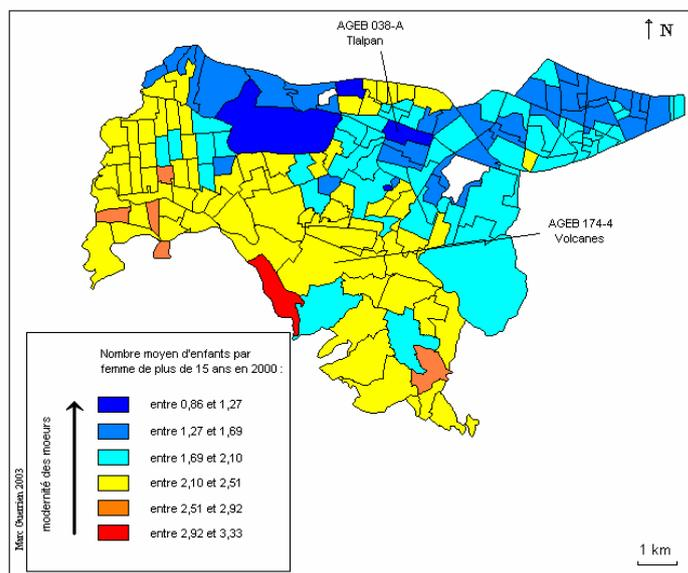 AGEB 038-A
Tlalpan
N
AGEB 174-4
Volcanes
Nombre moyen d'enfants par
femme de plus de 15 ans en 2000 :
entre 0,86 et 1,27
entre 1,27 et 1,69
entre 1,69 et 2,10
entre 2,10 et 2,51
entre 2,51 et 2,92
entre 2,92 et 3,33
modernité des moeurs
Marc Guerrien 2003
1 km